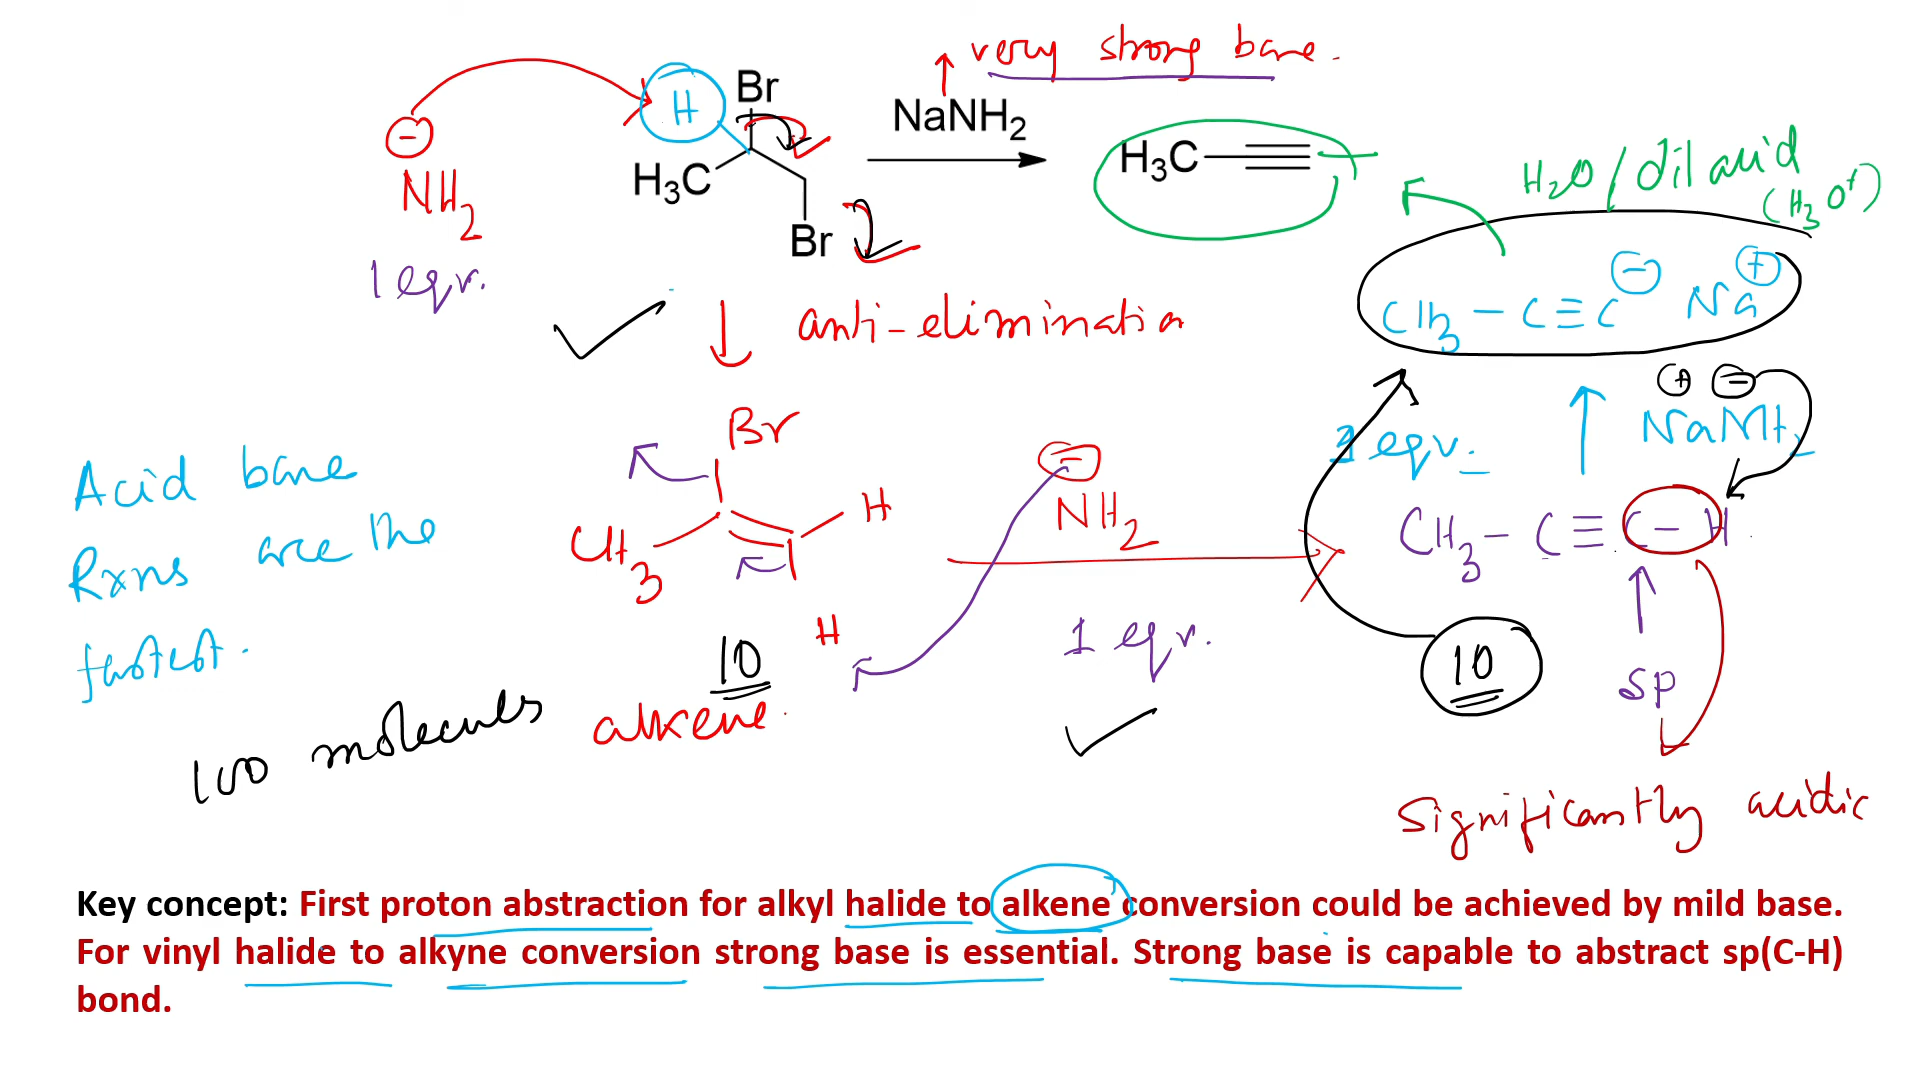 very strong base.
NaNH2
H
Br
H3C
Br
⊖
NH2
1 eqv.
H3C
H2O / dil acid
(H3O+)
CH3 – C≡C ⊖ Na ⊕
anti-elimination
⊕ ⊖
NaNH2
eqv.
Br
CH3
H
H
⊖
NH2
1 eqv.
CH3 – C ≡ C – H
sp
10
Acid base
Rxns are the
fastest.
10
100 molecules
alkene.
Significantly acidic
Key concept: First proton abstraction for alkyl halide to alkene conversion could be achieved by mild base.
For vinyl halide to alkyne conversion strong base is essential. Strong base is capable to abstract sp(C-H)
bond.